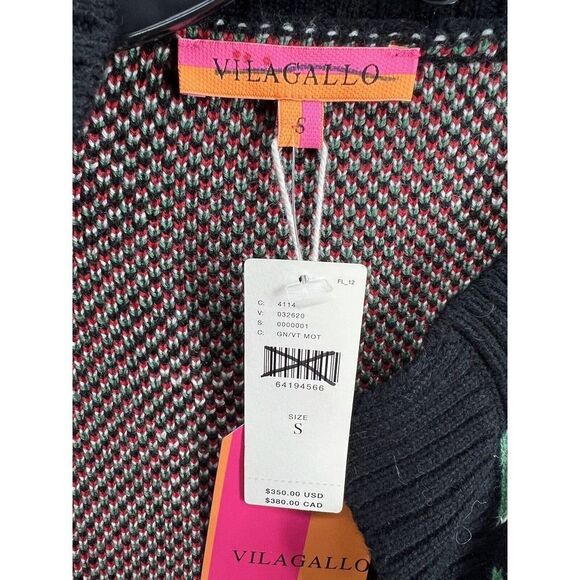 VILAGALLO
S
FL_12
C: 4114
V: 032620
S: 0000001
C: GN/VT MOT
64194566
SIZE
S
$350.00 USD
$380.00 CAD
VILAGALLO